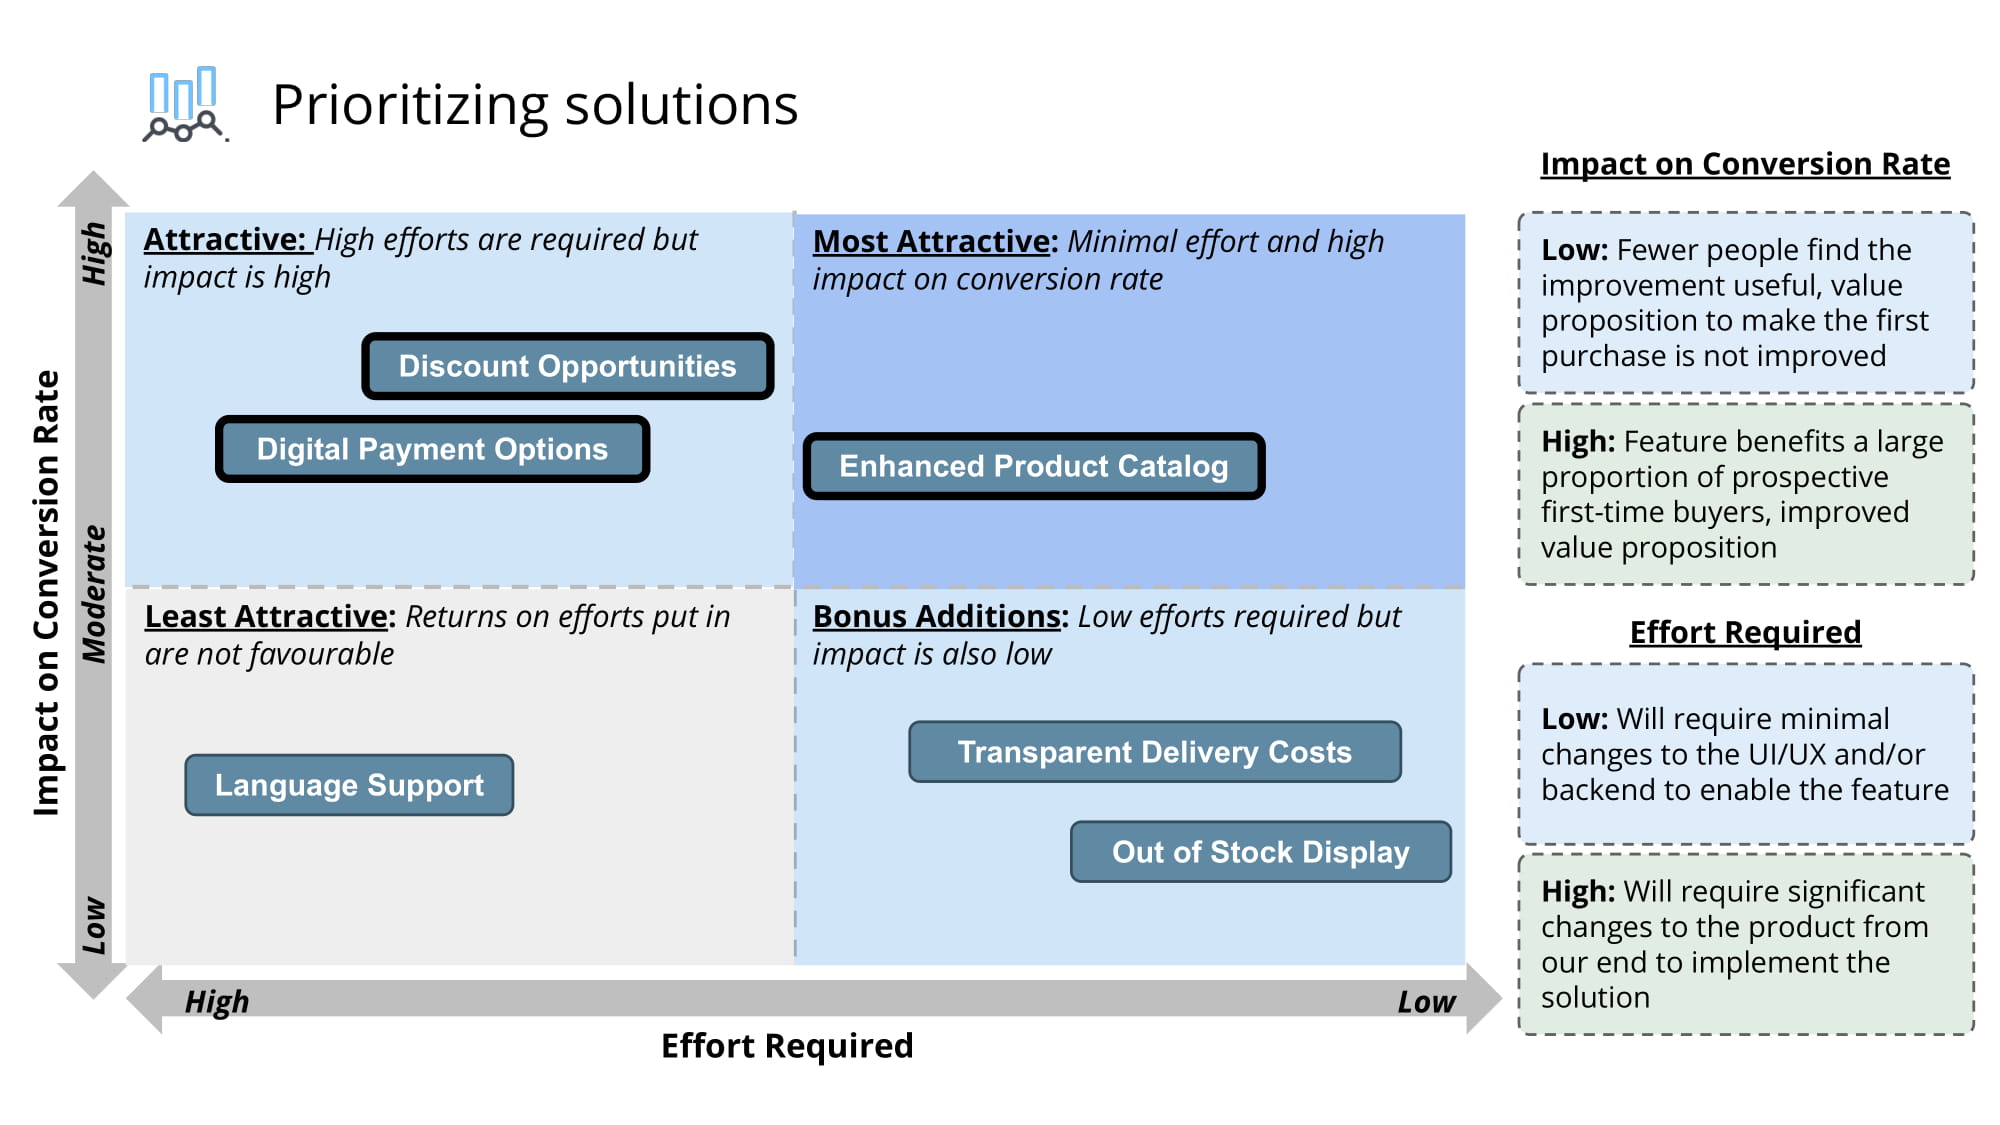 Prioritizing solutions
Impact on Conversion Rate
High
Moderate
Low
Attractive: High efforts are required but
impact is high
Discount Opportunities
Digital Payment Options
Most Attractive: Minimal effort and high
impact on conversion rate
Enhanced Product Catalog
Least Attractive: Returns on efforts put in
are not favourable
Language Support
Bonus Additions: Low efforts required but
impact is also low
Transparent Delivery Costs
Out of Stock Display
High
Low
Effort Required
Impact on Conversion Rate
Low: Fewer people find the
improvement useful, value
proposition to make the first
purchase is not improved
High: Feature benefits a large
proportion of prospective
first-time buyers, improved
value proposition
Effort Required
Low: Will require minimal
changes to the UI/UX and/or
backend to enable the feature
High: Will require significant
changes to the product from
our end to implement the
solution